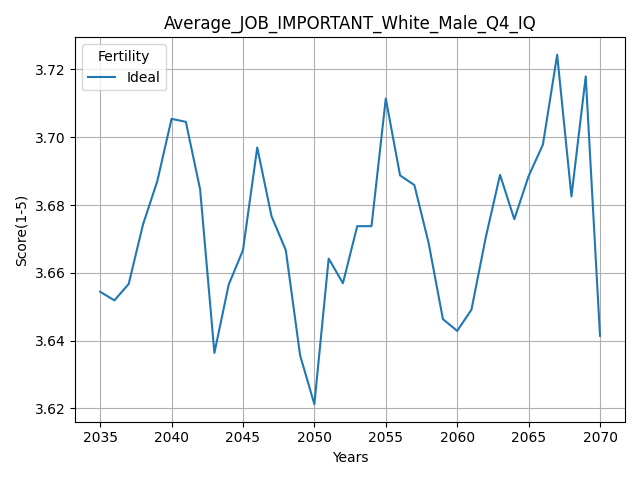 Average_JOB_IMPORTANT_White_Male_Q4_IQ
Fertility
Ideal
3.72
3.70
3.68
3.66
3.64
3.62
Score(1-5)
2035 2040 2045 2050 2055 2060 2065 2070
Years